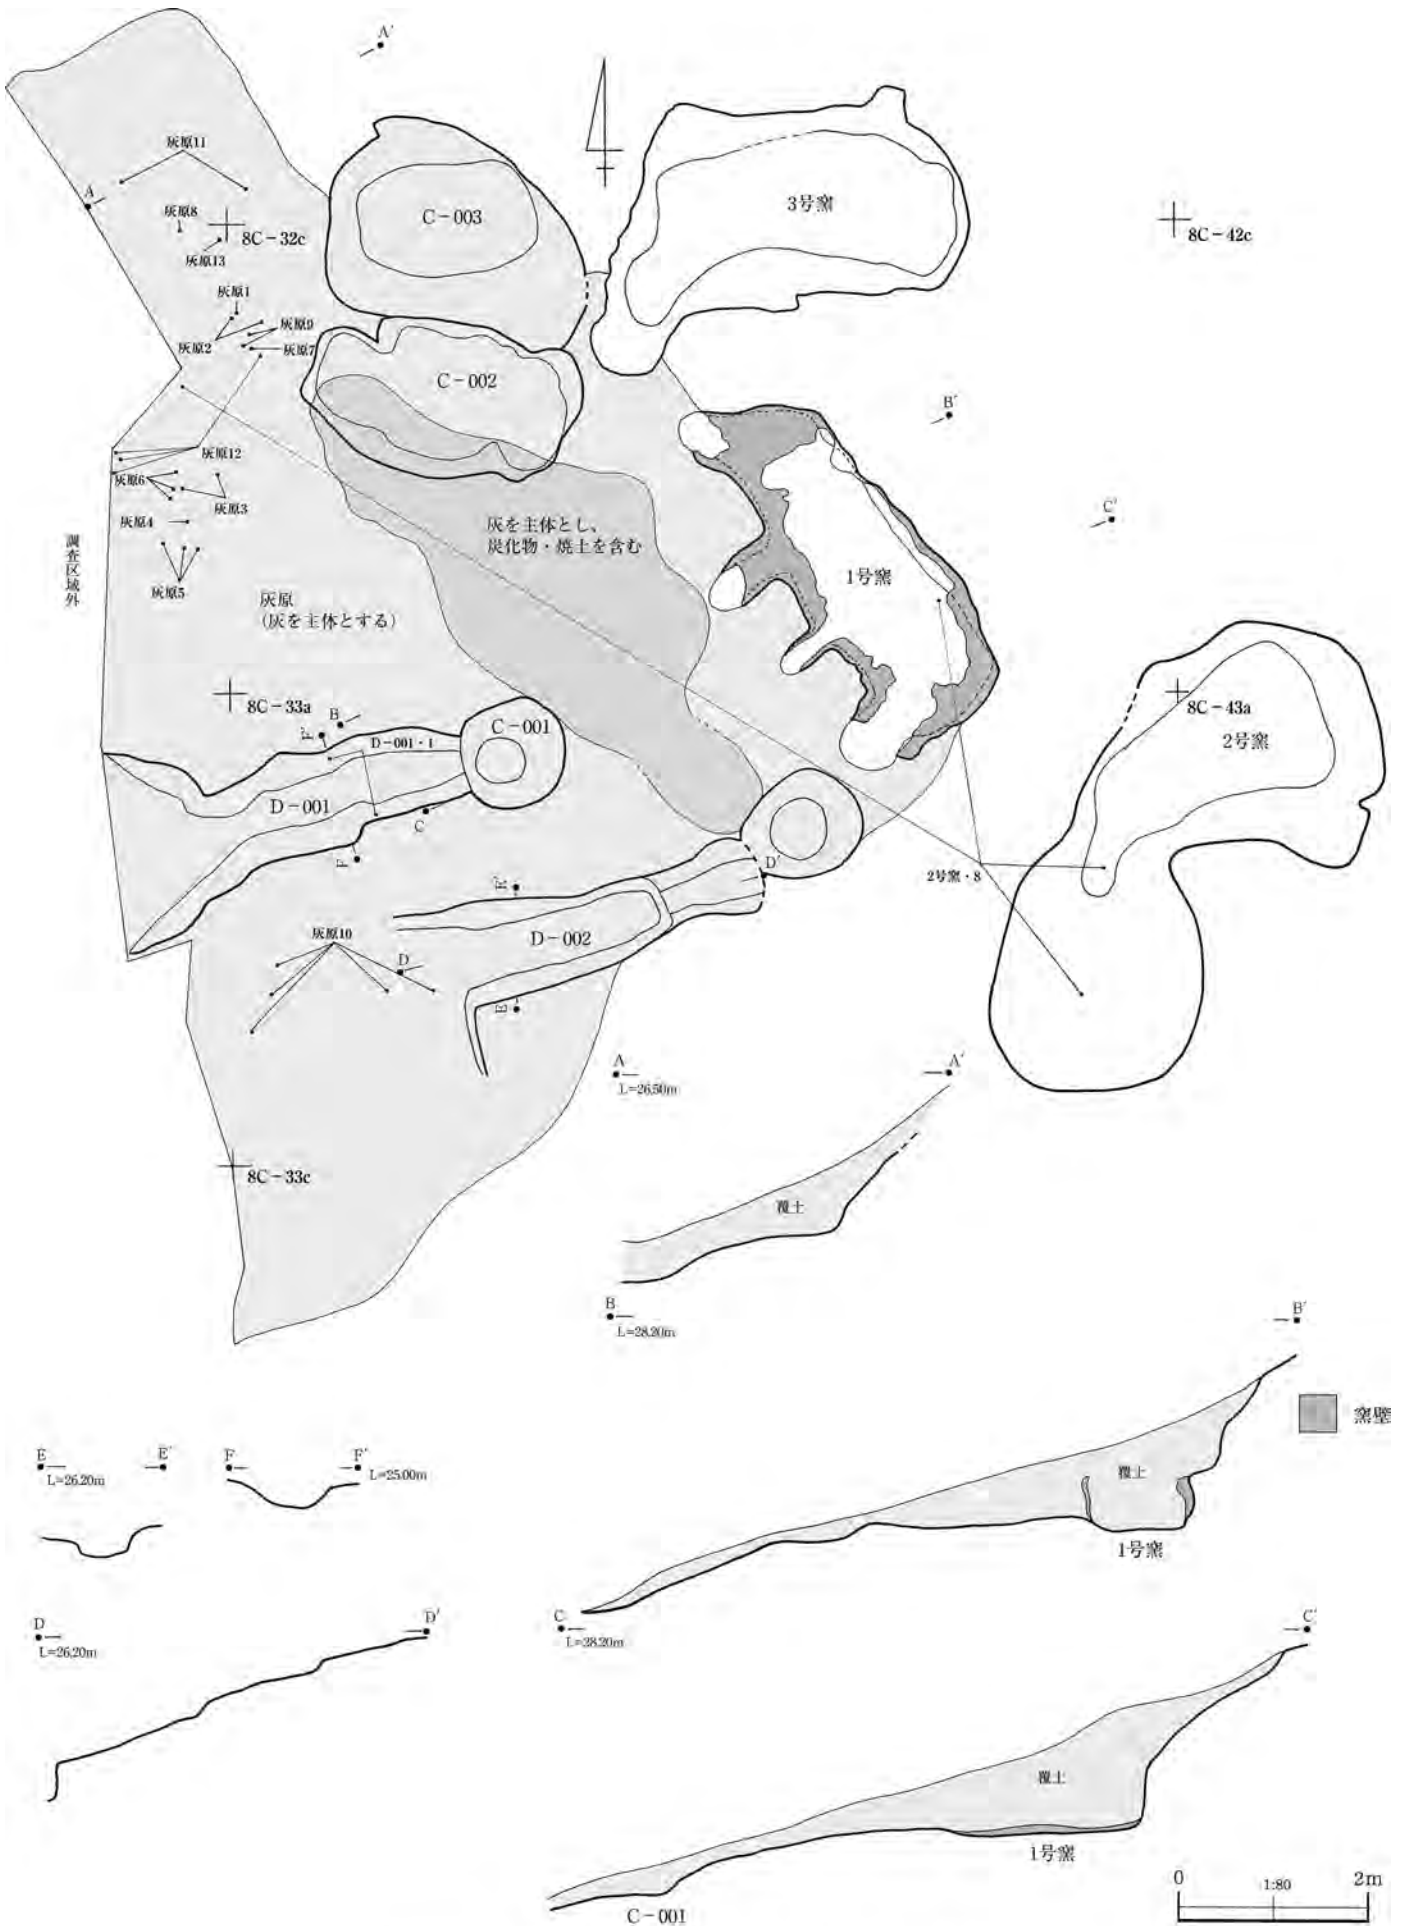 A′
灰原11
A
灰原8
8C-32c
灰原13
C-003
3号窯
8C-42c
灰原1
灰原9
灰原2
灰原7
C-002
B′
灰原12
灰原6
灰原3
灰原4
灰原5
調査区域外
灰を主体とし、
炭化物・焼土を含む
C′
1号窯
灰原
(灰を主体とする)
8C-33a
8C-43a
2号窯
B
F′
D-001・1
C-001
D-001
C
F
D′
2号窯・8
E′
灰原10
D-002
D
E
A
L=26.50m
A′
8C-33c
覆土
B
L=28.20m
B′
窯壁
E
L=26.20m
E′
F
F′
L=25.00m
覆土
1号窯
D
L=26.20m
D′
C
L=28.20m
C′
覆土
1号窯
C-001
0
1:80
2m